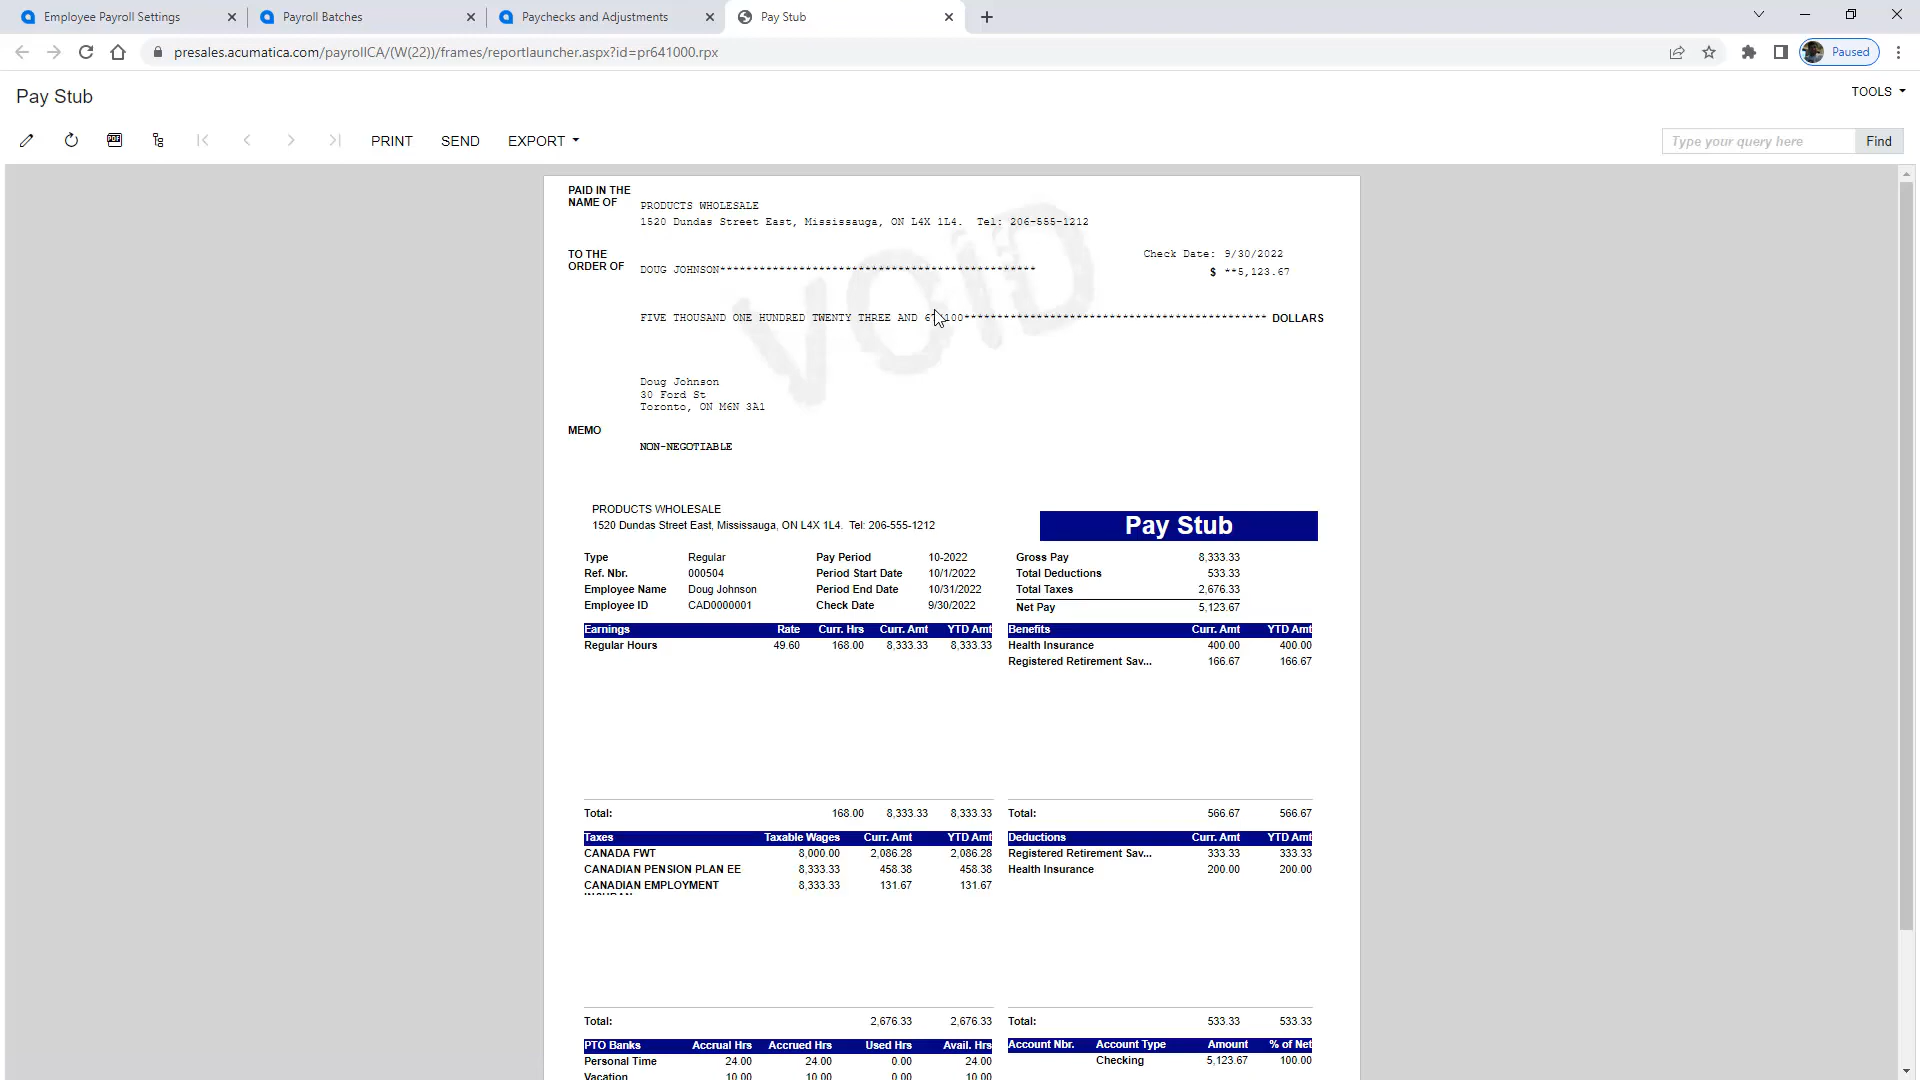 Employee Payroll Settings
Payroll Batches
Paychecks and Adjustments
Pay Stub
presales.acumatica.com/payrollCA/(W(22))/frames/reportlauncher.aspx?id=pr641000.rpx
Paused
Pay Stub
TOOLS
PDF
PRINT SEND EXPORT
Type your query here Find
VOID
PAID IN THE
NAME OF
PRODUCTS WHOLESALE
1520 Dundas Street East, Mississauga, ON L4X 1L4. Tel: 206-555-1212
TO THE
ORDER OF
DOUG JOHNSON************************************************
Check Date: 9/30/2022
$ **5,123.67
FIVE THOUSAND ONE HUNDRED TWENTY THREE AND 100********************************************** DOLLARS
Doug Johnson
30 Ford St
Toronto, ON M6N 3A1
MEMO
NON-NEGOTIABLE
PRODUCTS WHOLESALE
1520 Dundas Street East, Mississauga, ON L4X 1L4. Tel: 206-555-1212
Pay Stub
Type Regular Pay Period 10-2022 Gross Pay 8,333.33
Ref. Nbr. 000504 Period Start Date 10/1/2022 Total Deductions 533.33
Employee Name Doug Johnson Period End Date 10/31/2022 Total Taxes 2,676.33
Employee ID CAD0000001 Check Date 9/30/2022 Net Pay 5,123.67
Earnings Rate Curr. Hrs Curr. Amt YTD Amt Benefits Curr. Amt YTD Amt
Regular Hours 49.60 168.00 8,333.33 8,333.33 Health Insurance 400.00 400.00
Registered Retirement Sav... 166.67 166.67
Total: 168.00 8,333.33 8,333.33 Total: 566.67 566.67
Taxes Taxable Wages Curr. Amt YTD Amt Deductions Curr. Amt YTD Amt
CANADA FWT 8,000.00 2,086.28 2,086.28 Registered Retirement Sav... 333.33 333.33
CANADIAN PENSION PLAN EE 8,333.33 458.38 458.38 Health Insurance 200.00 200.00
CANADIAN EMPLOYMENT 8,333.33 131.67 131.67
Total: 2,676.33 2,676.33 Total: 533.33 533.33
PTO Banks Accrual Hrs Accrued Hrs Used Hrs Avail. Hrs Account Nbr. Account Type Amount % of Net
Personal Time 24.00 24.00 0.00 24.00 Checking 5,123.67 100.00
Vacation 10.00 10.00 0.00 10.00